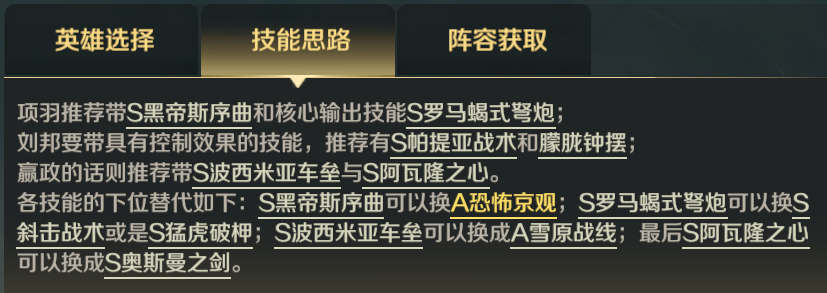 英雄选择 技能思路 阵容获取
项羽推荐带S黑帝斯序曲和核心输出技能S罗马蝎式弩炮；
刘邦要带具有控制效果的技能，推荐有S帕提亚战术和朦胧钟摆；
嬴政的话则推荐带S波西米亚车垒与S阿瓦隆之心。
各技能的下位替代如下：S黑帝斯序曲可以换A恐怖京观；S罗马蝎式弩炮可以换S
斜击战术或是S猛虎破柙；S波西米亚车垒可以换成A雪原战线；最后S阿瓦隆之心
可以换成S奥斯曼之剑。